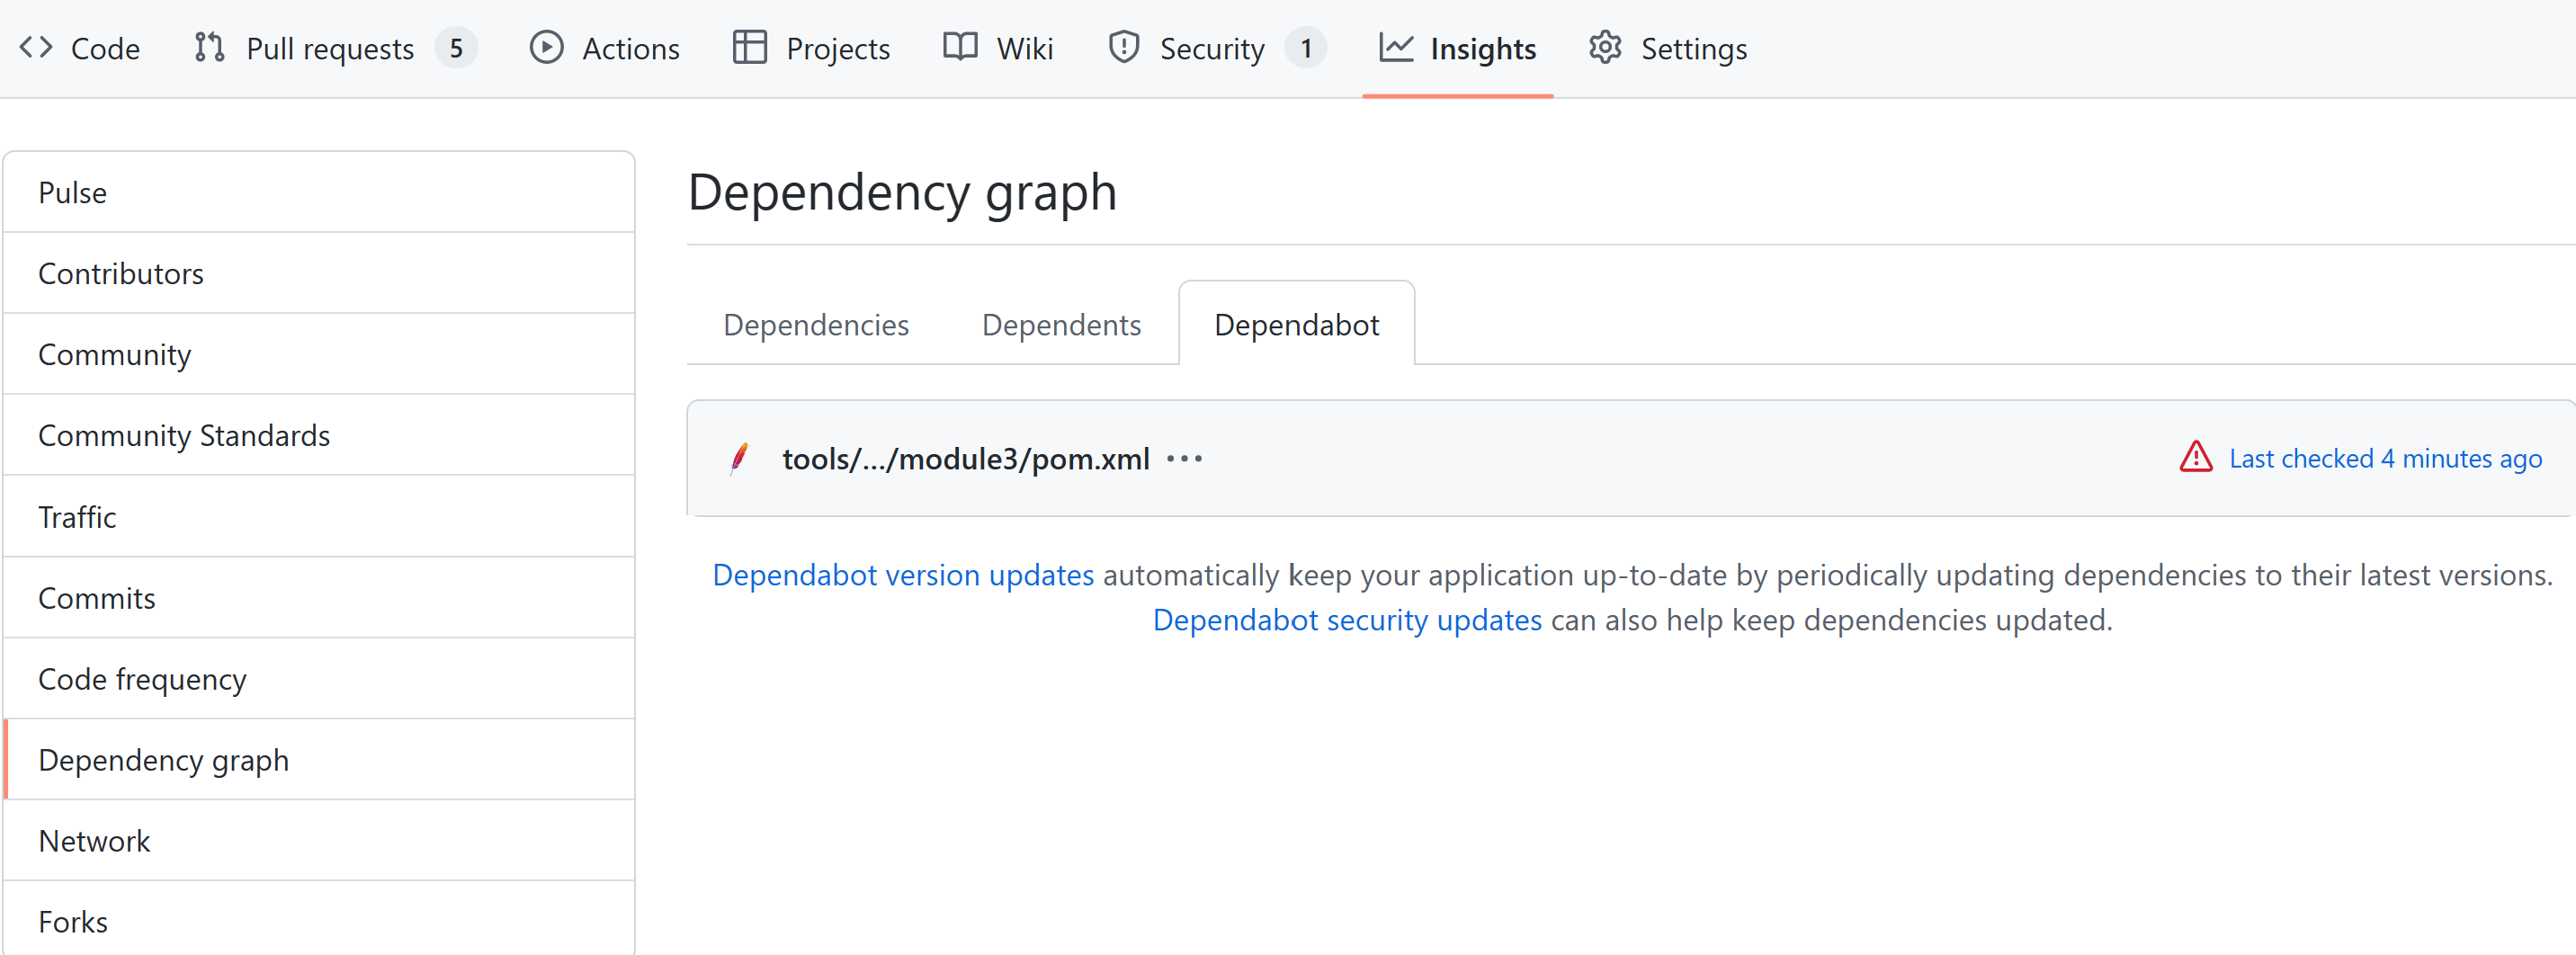 Code Pull requests 5 Actions Projects Wiki Security 1 Insights Settings
Pulse
Contributors
Community
Community Standards
Traffic
Commits
Code frequency
Dependency graph
Network
Forks
Dependency graph
Dependencies Dependents Dependabot
tools/.../module3/pom.xml ··· Last checked 4 minutes ago
Dependabot version updates automatically keep your application up-to-date by periodically updating dependencies to their latest versions.
Dependabot security updates can also help keep dependencies updated.